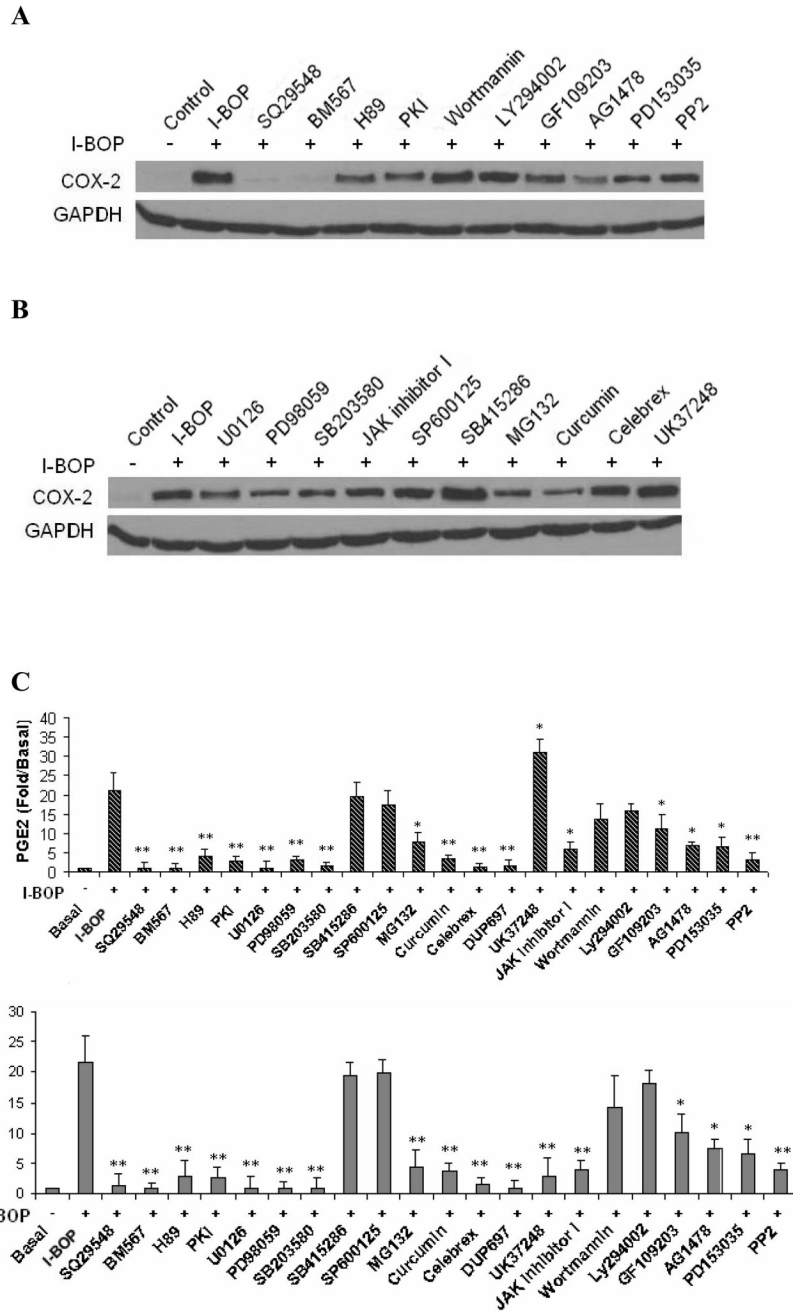 A
Control I-BOP SQ29548 BM567 H89 PKI Wortmannin LY294002 GF109203 AG1478 PD153035 PP2
I-BOP - + + + + + + + + + + +
COX-2
GAPDH
B
Control I-BOP U0126 PD98059 SB203580 JAK inhibitor I SP600125 SB415286 MG132 Curcumin Celebrex UK37248
I-BOP - + + + + + + + + + + +
COX-2
GAPDH
C
PGE2 (Fold/Basal)
40
35
30
25
20
15
10
5
0
** ** ** ** ** ** ** * ** ** ** * * * * * **
I-BOP - + + + + + + + + + + + + + + + + + + + + +
Basal I-BOP SQ29548 BM567 H89 PKI U0126 PD98059 SB203580 SB415286 SP600125 MG132 Curcumin Celebrex DUP697 UK37248 JAK Inhibitor I Wortmannin Ly294002 GF109203 AG1478 PD153035 PP2
30
25
20
15
10
5
0
** ** ** ** ** ** ** ** ** ** ** ** ** * * * **
BOP - + + + + + + + + + + + + + + + + + + + + + +
Basal I-BOP SQ29548 BM567 H89 PKI U0126 PD98059 SB203580 SB415286 SP600125 MG132 Curcumin Celebrex DUP697 UK37248 JAK Inhibitor I Wortmannin Ly294002 GF109203 AG1478 PD153035 PP2